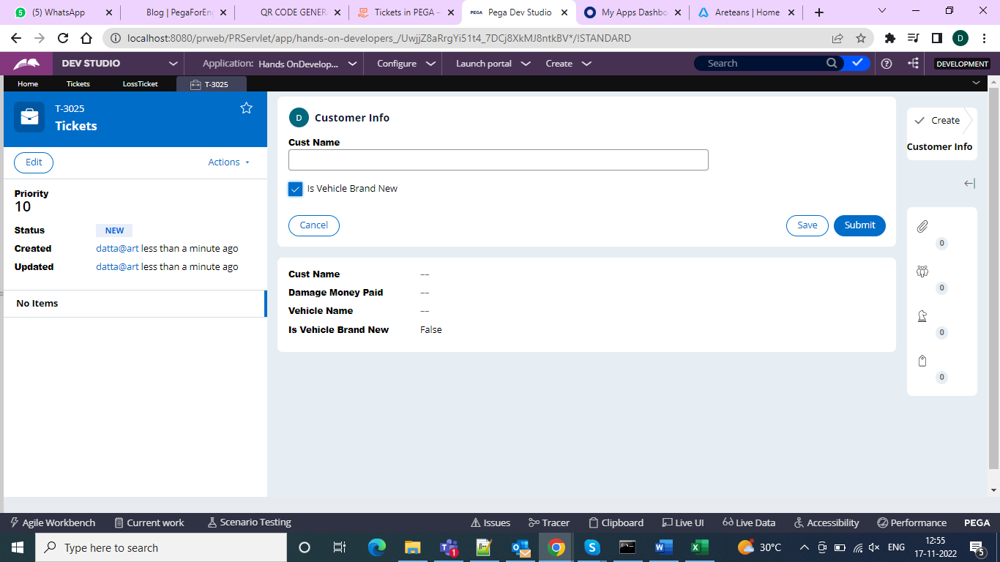 5 (5) WhatsApp
Blog | PegaForEn
QR CODE GENER
Tickets in PEGA –
PEGA Pega Dev Studio
My Apps Dashbo
Areteans | Home
localhost:8080/prweb/PRServlet/app/hands-on-developers_/UwjjZ8aRrgYi51t4_7DCj8XkMJ8ntkBV*/!STANDARD
D
DEV STUDIO
Application: Hands OnDevelop...
Configure
Launch portal
Create
Search
DEVELOPMENT
Home
Tickets
LossTicket
T-3025
T-3025
Tickets
Edit
Actions
Priority
10
Status NEW
Created datta@art less than a minute ago
Updated datta@art less than a minute ago
No Items
D Customer Info
Cust Name
Is Vehicle Brand New
Cancel
Save
Submit
Cust Name ––
Damage Money Paid ––
Vehicle Name ––
Is Vehicle Brand New False
Create
Customer Info
0
0
0
0
Agile Workbench
Current work
Scenario Testing
Issues
Tracer
Clipboard
Live UI
Live Data
Accessibility
Performance
PEGA
Type here to search
1
30°C
ENG
12:55
17-11-2022
5